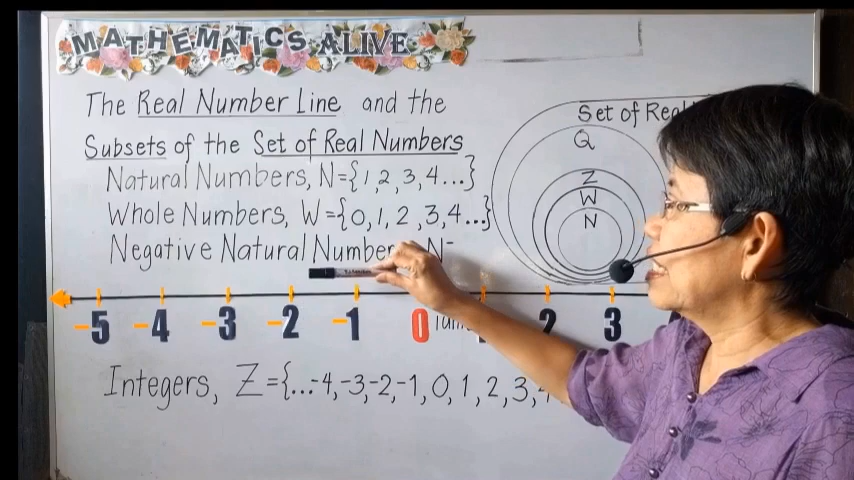 MATHEMATICS ALIVE
The Real Number Line and the
Subsets of the Set of Real Numbers
Natural Numbers, N={1,2,3,4...}
Whole Numbers, W={0,1,2,3,4...}
Negative Natural Number N⁻
Set of Real
Q
Z
W
N
-5 -4 -3 -2 -1 0 1 2 3
Integers, Z={...-4,-3,-2,-1,0,1,2,3,4